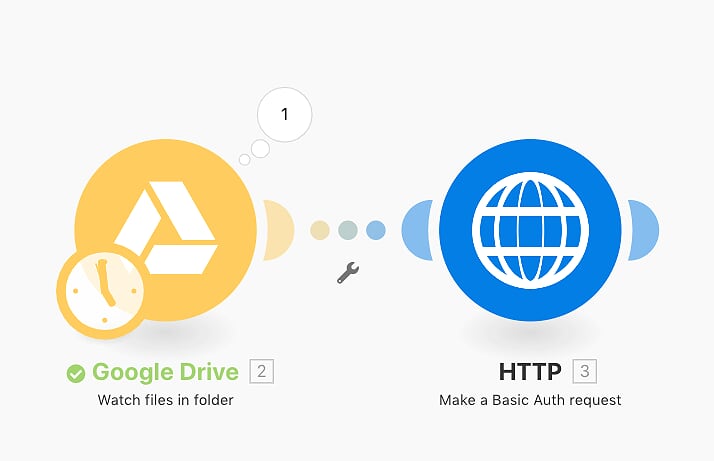 1
Google Drive 2
Watch files in folder
HTTP 3
Make a Basic Auth request